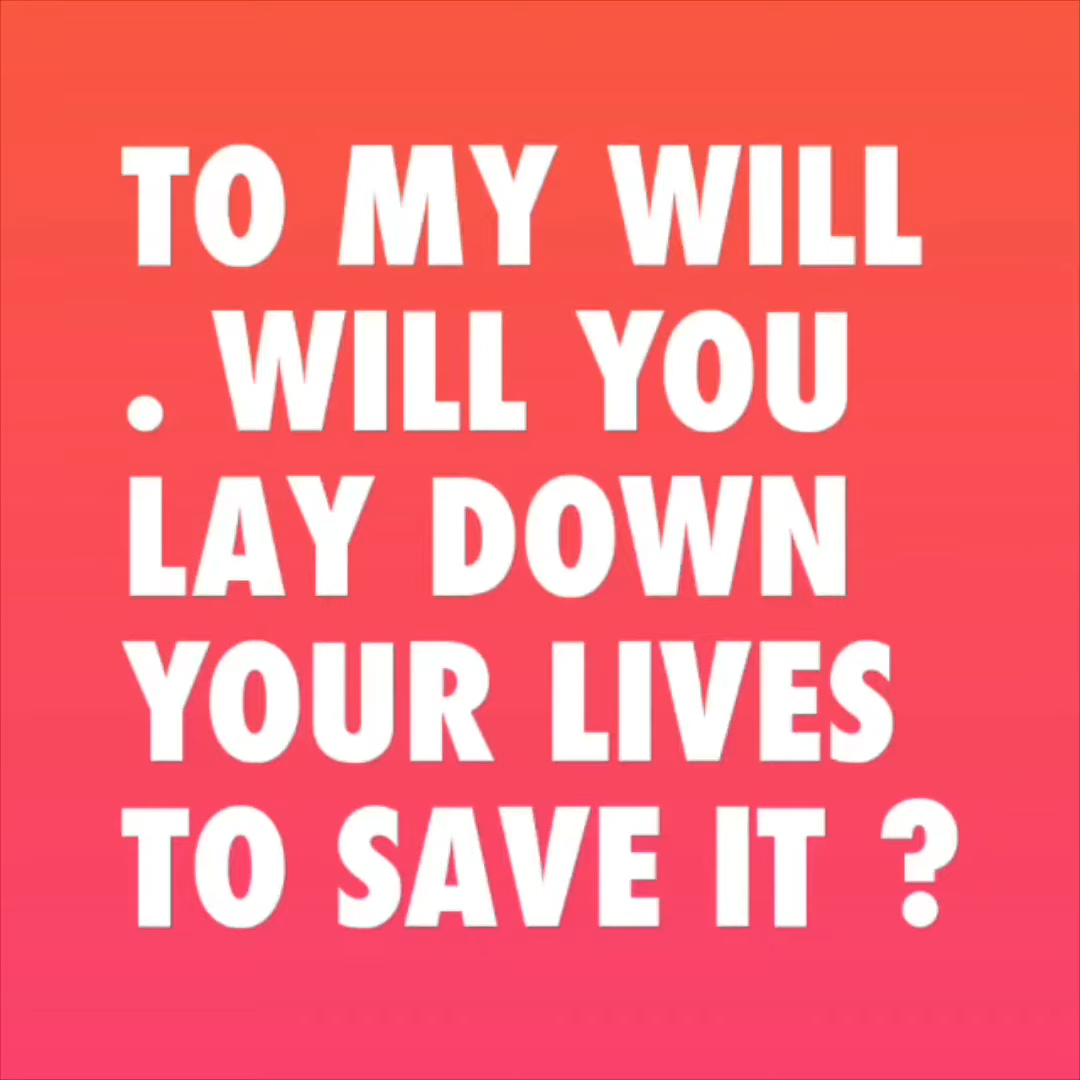 TO MY WILL
. WILL YOU
LAY DOWN
YOUR LIVES
TO SAVE IT ?